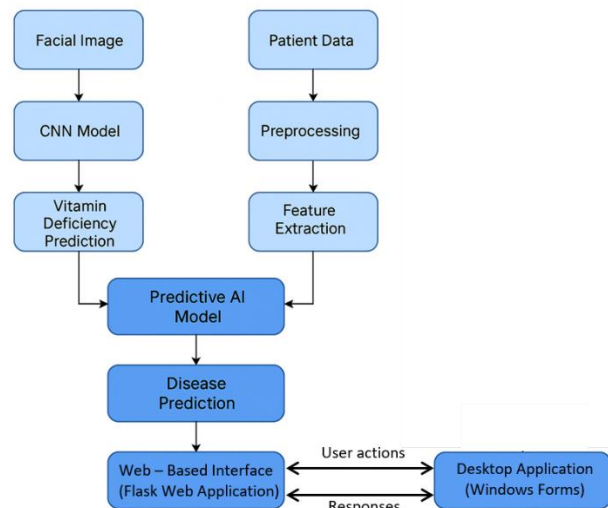 Facial Image
Patient Data
CNN Model
Preprocessing
Vitamin
Deficiency
Prediction
Feature
Extraction
Predictive AI
Model
Disease
Prediction
User actions
Web – Based Interface
(Flask Web Application)
Desktop Application
(Windows Forms)
Responses